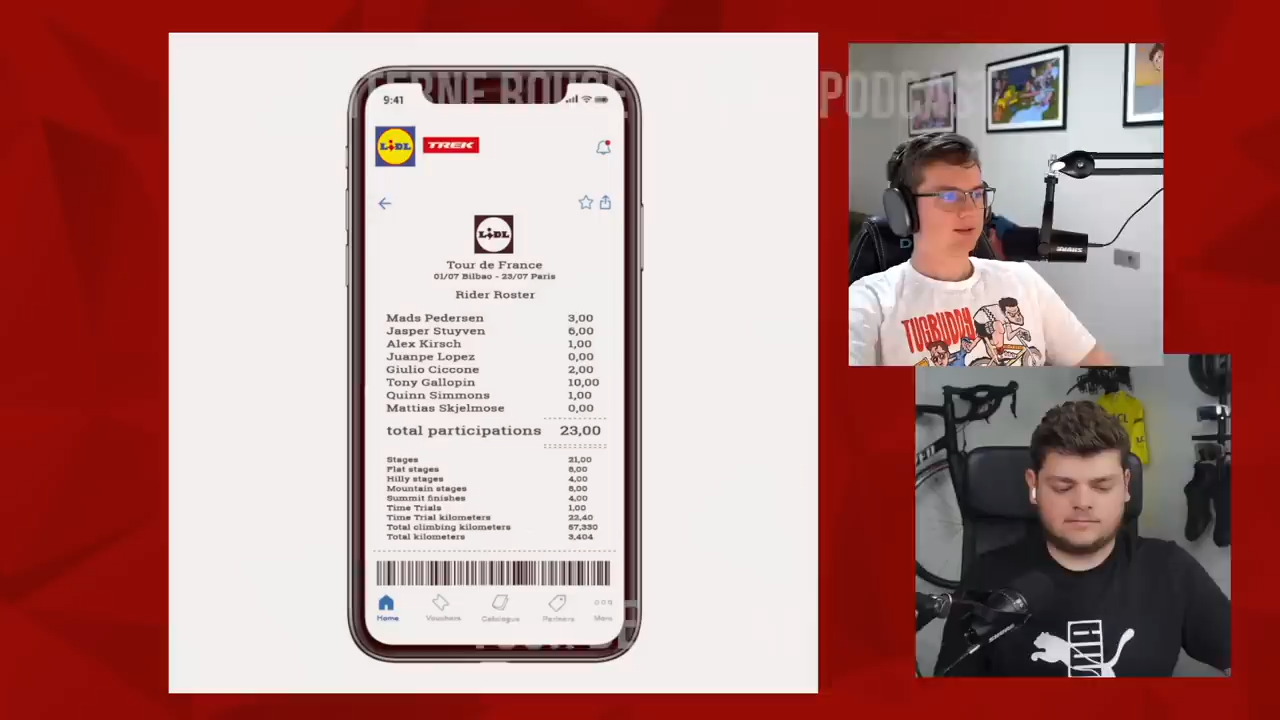 TERNE ROUGE PODCAST
9:41
LIDL TREK
LIDL
Tour de France
01/07 Bilbao - 23/07 Paris
Rider Roster
Mads Pedersen 3,00
Jasper Stuyven 6,00
Alex Kirsch 1,00
Juanpe Lopez 0,00
Giulio Ciccone 2,00
Tony Gallopin 10,00
Quinn Simmons 1,00
Mattias Skjelmose 0,00
total participations 23,00
Stages 21,00
Flat stages 8,00
Hilly stages 4,00
Mountain stages 8,00
Summit finishes 4,00
Time Trials 1,00
Time Trial kilometers 22,40
Total climbing kilometers 57,330
Total kilometers 3,404
Home Vouchers Catalogue Partners More
TOUR DE
TUGBUDDY